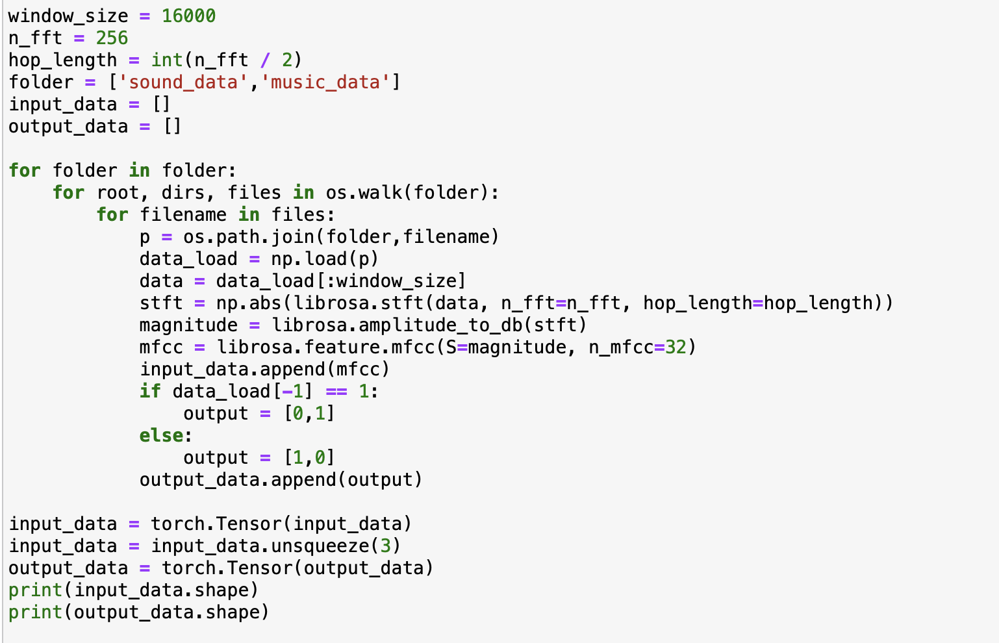 window_size = 16000
n_fft = 256
hop_length = int(n_fft / 2)
folder = ['sound_data','music_data']
input_data = []
output_data = []

for folder in folder:
    for root, dirs, files in os.walk(folder):
        for filename in files:
            p = os.path.join(folder,filename)
            data_load = np.load(p)
            data = data_load[:window_size]
            stft = np.abs(librosa.stft(data, n_fft=n_fft, hop_length=hop_length))
            magnitude = librosa.amplitude_to_db(stft)
            mfcc = librosa.feature.mfcc(S=magnitude, n_mfcc=32)
            input_data.append(mfcc)
            if data_load[-1] == 1:
                output = [0,1]
            else:
                output = [1,0]
            output_data.append(output)

input_data = torch.Tensor(input_data)
input_data = input_data.unsqueeze(3)
output_data = torch.Tensor(output_data)
print(input_data.shape)
print(output_data.shape)